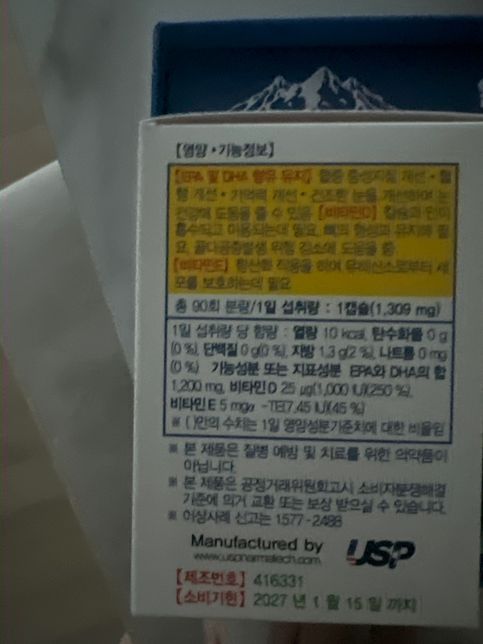 【영양•기능정보】
【EPA 및 DHA 함유 유지】 혈중 중성지질 개선•혈
행 개선•기억력 개선•건조한 눈을 개선하여 눈
건강에 도움을 줄 수 있음 【비타민D】 칼슘과 인이
흡수되고 이용되는데 필요, 뼈의 형성과 유지에 필
요, 골다공증발생 위험 감소에 도움을 줌
【비타민E】 항산화 작용을 하여 유해산소로부터 세
포를 보호하는데 필요
총 90회 분량/1일 섭취량 : 1캡슐(1,309 mg)
1일 섭취량 당 함량 : 열량 10 kcal, 탄수화물 0 g
(0 %), 단백질 0 g(0 %), 지방 1.3 g(2 %), 나트륨 0 mg
(0 %) 기능성분 또는 지표성분 EPA와 DHA의 합
1,200 mg, 비타민 D 25 μg(1,000 IU)(250 %),
비타민 E 5 mgα-TE(7.45 IU)(45 %)
※ ( )안의 수치는 1일 영양성분기준치에 대한 비율임
※ 본 제품은 질병 예방 및 치료를 위한 의약품이
아닙니다.
※ 본 제품은 공정거래위원회고시 소비자분쟁해결
기준에 의거 교환 또는 보상 받으실 수 있습니다.
※ 이상사례 신고는 1577-2488
Manufactured by USP
www.uspharmatech.com
【제조번호】 416331
【소비기한】 2027 년 1 월 15 일 까지